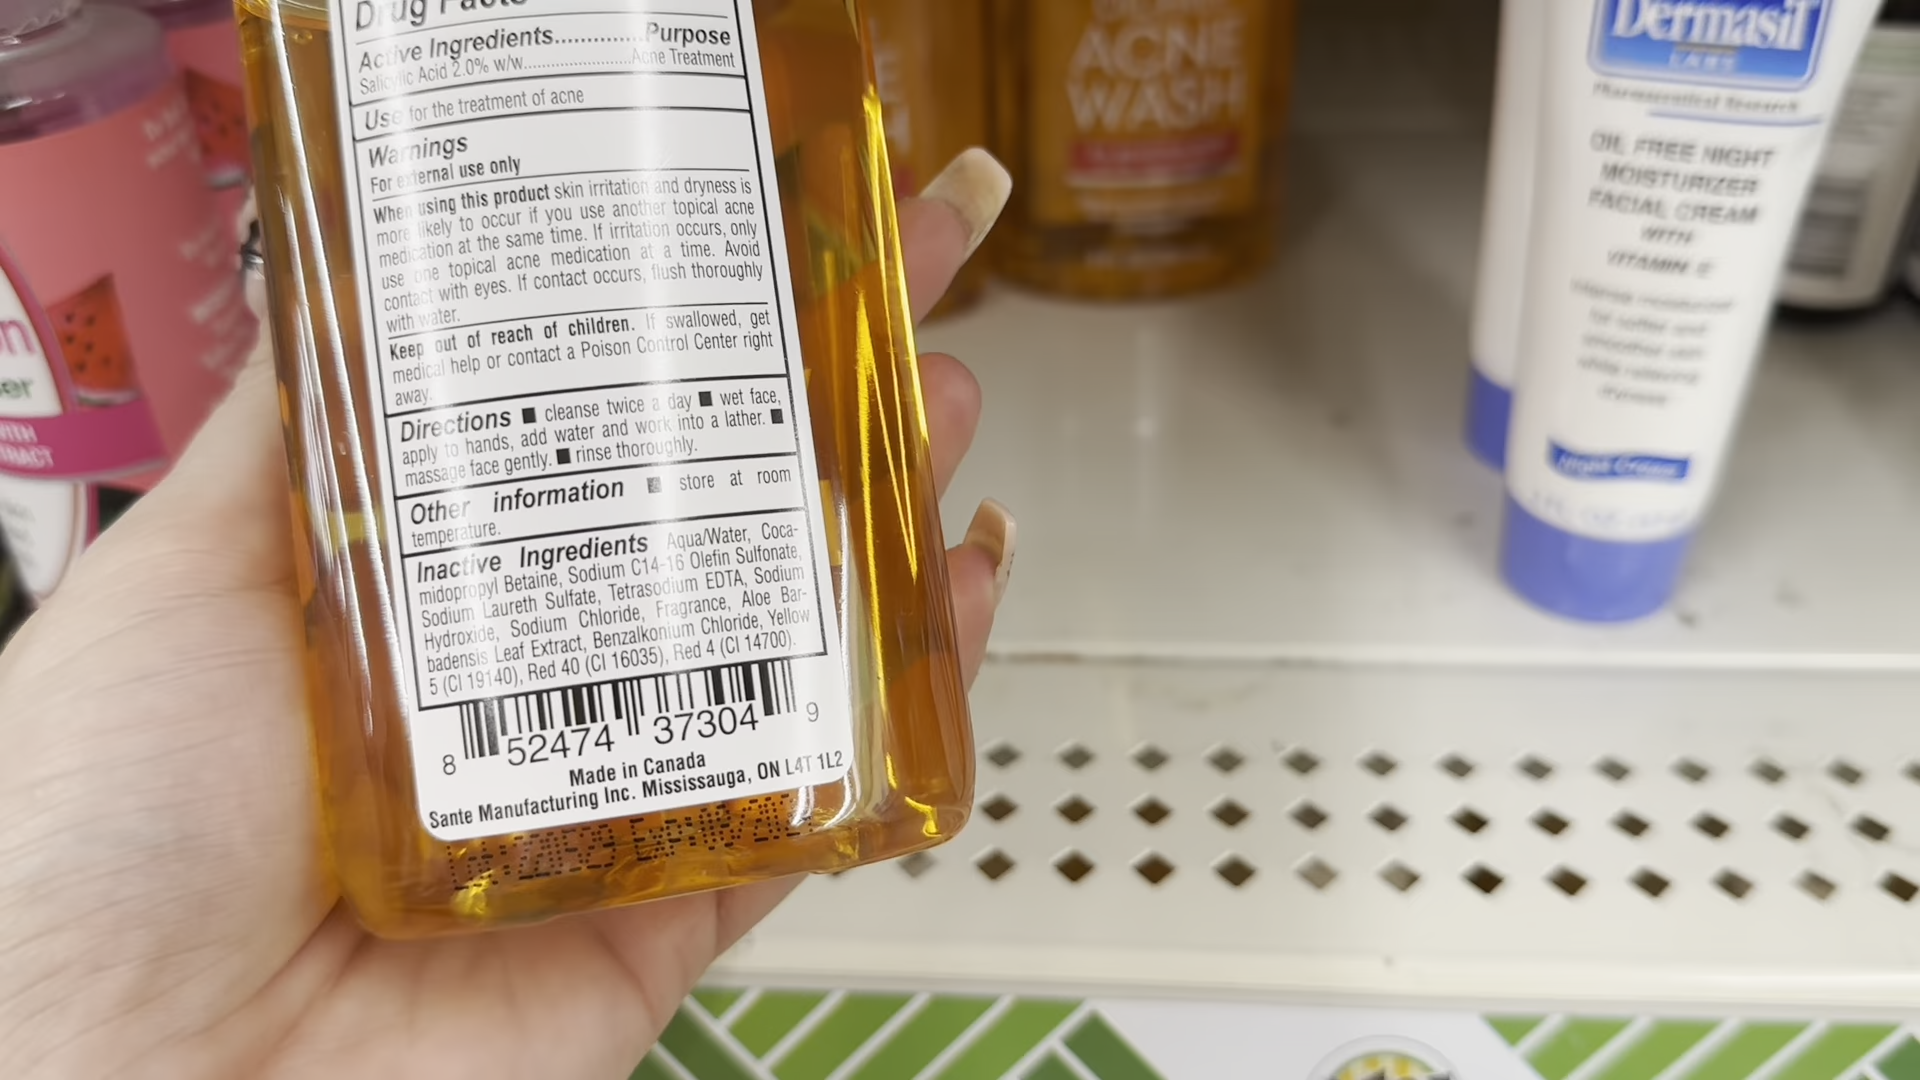 Drug Facts
Active Ingredients.............Purpose
Salicylic Acid 2.0% w/w........................Acne Treatment
Use for the treatment of acne
Warnings
For external use only
When using this product skin irritation and dryness is
more likely to occur if you use another topical acne
medication at the same time. If irritation occurs, only
use one topical acne medication at a time. Avoid
contact with eyes. If contact occurs, flush thoroughly
with water.
Keep out of reach of children. If swallowed, get
medical help or contact a Poison Control Center right
away.
Directions ■ cleanse twice a day ■ wet face,
apply to hands, add water and work into a lather. ■
massage face gently. ■ rinse thoroughly.
Other information ■ store at room
temperature.
Inactive Ingredients Aqua/Water, Coca-
midopropyl Betaine, Sodium C14-16 Olefin Sulfonate,
Sodium Laureth Sulfate, Tetrasodium EDTA, Sodium
Hydroxide, Sodium Chloride, Fragrance, Aloe Bar-
badensis Leaf Extract, Benzalkonium Chloride, Yellow
5 (CI 19140), Red 40 (CI 16035), Red 4 (CI 14700).
8 52474 37304 9
Made in Canada
Sante Manufacturing Inc. Mississauga, ON L4T 1L2
ACNE
WASH
Dermasil
LABS
Pharmaceutical Research
OIL FREE NIGHT
MOISTURIZER
FACIAL CREAM
WITH
VITAMIN E
Night Cream